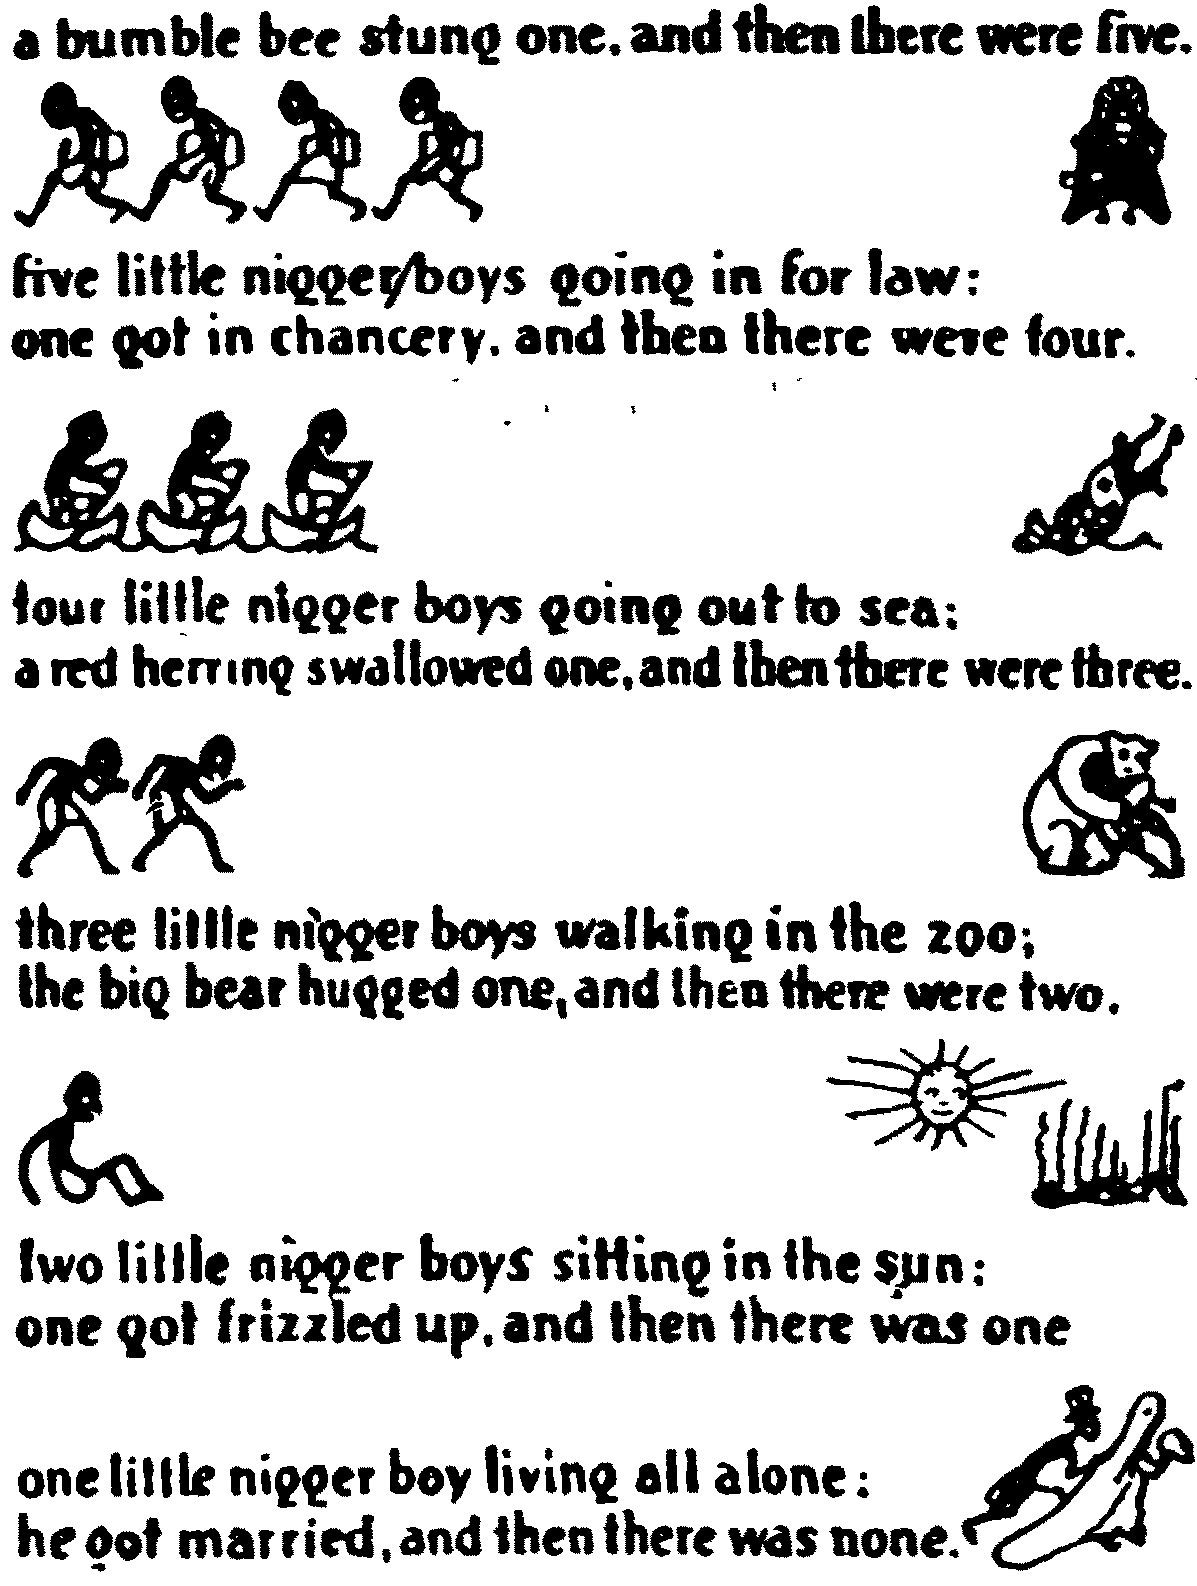 a bumble bee stung one, and then there were five.
five little nigger boys going in for law:
one got in chancery, and then there were four.
four little nigger boys going out to sea:
a red herring swallowed one, and then there were three.
three little nigger boys walking in the zoo;
the big bear hugged one, and then there were two.
two little nigger boys sitting in the sun:
one got frizzled up, and then there was one
one little nigger boy living all alone:
he got married, and then there was none.